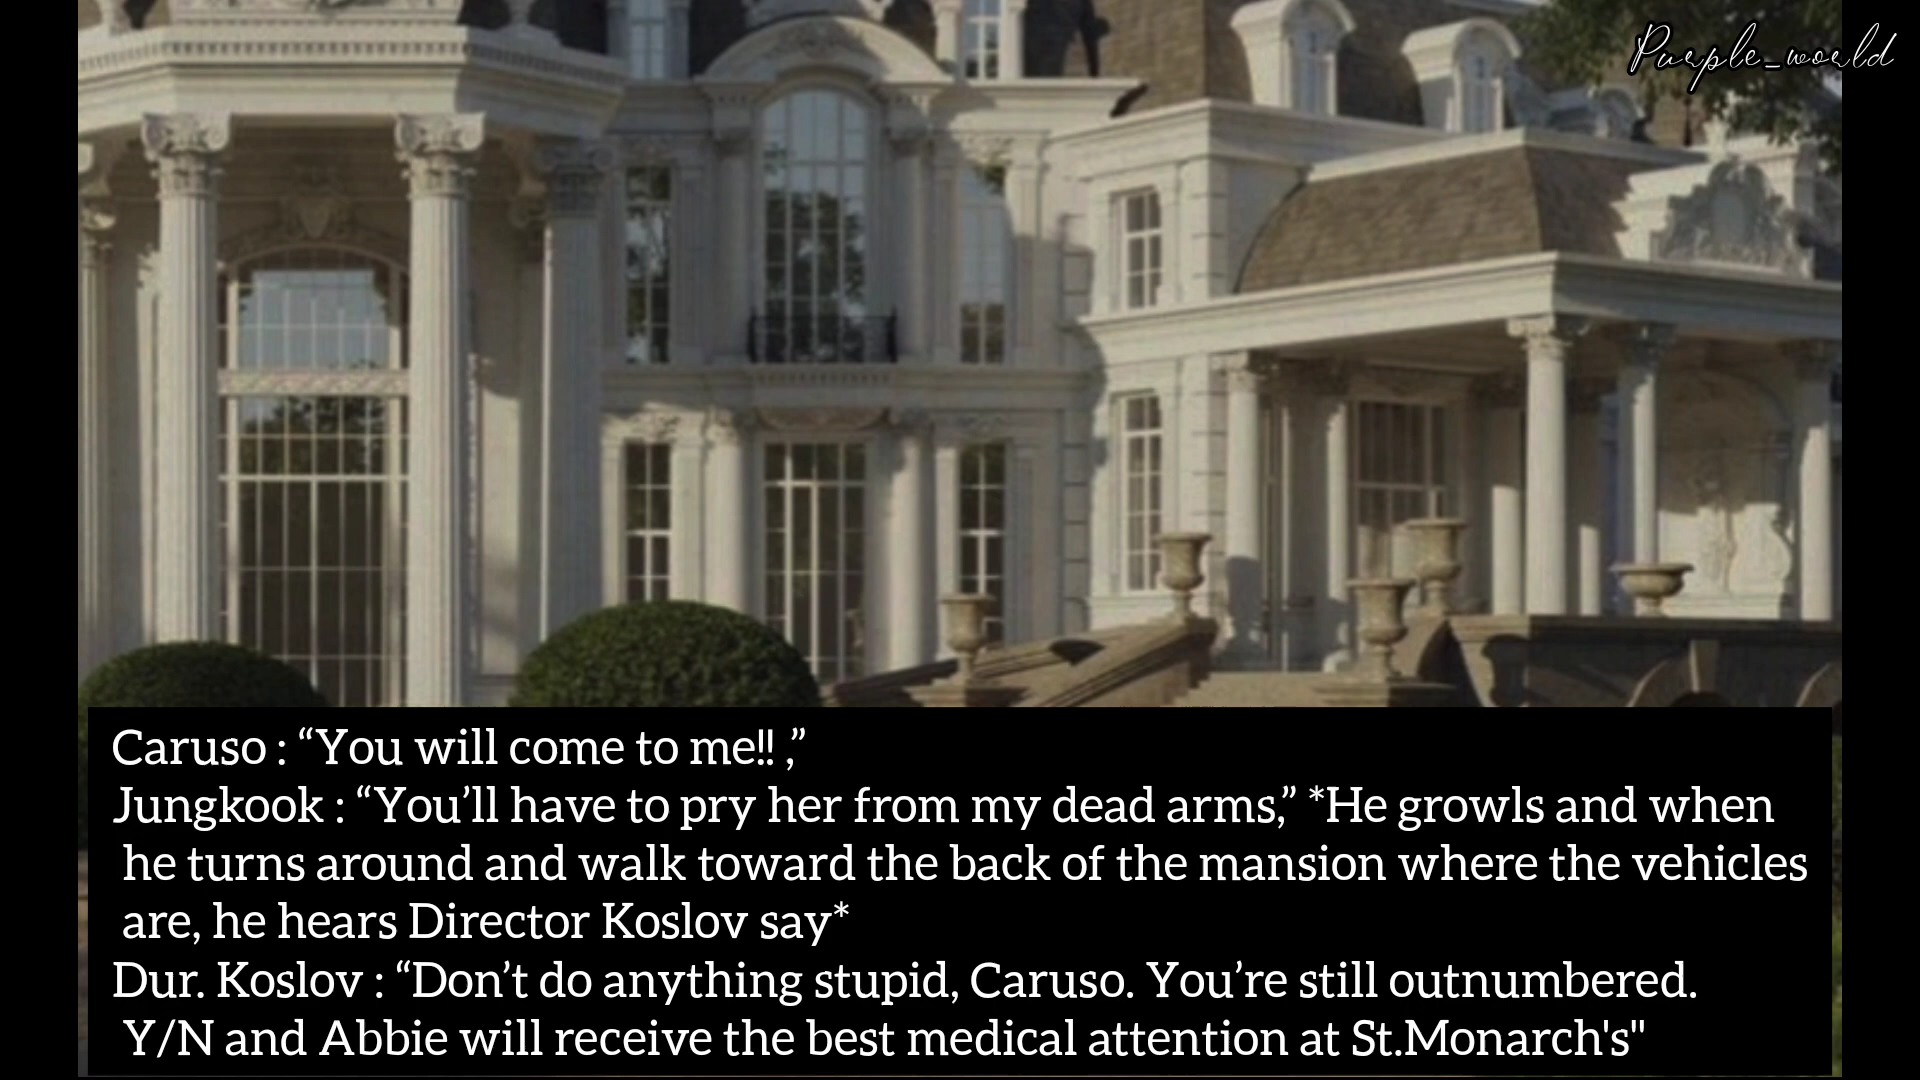 Purple_world
Caruso : “You will come to me!! ,”
Jungkook : “You’ll have to pry her from my dead arms,” *He growls and when
he turns around and walk toward the back of the mansion where the vehicles
are, he hears Director Koslov say*
Dur. Koslov : “Don’t do anything stupid, Caruso. You’re still outnumbered.
Y/N and Abbie will receive the best medical attention at St.Monarch's"